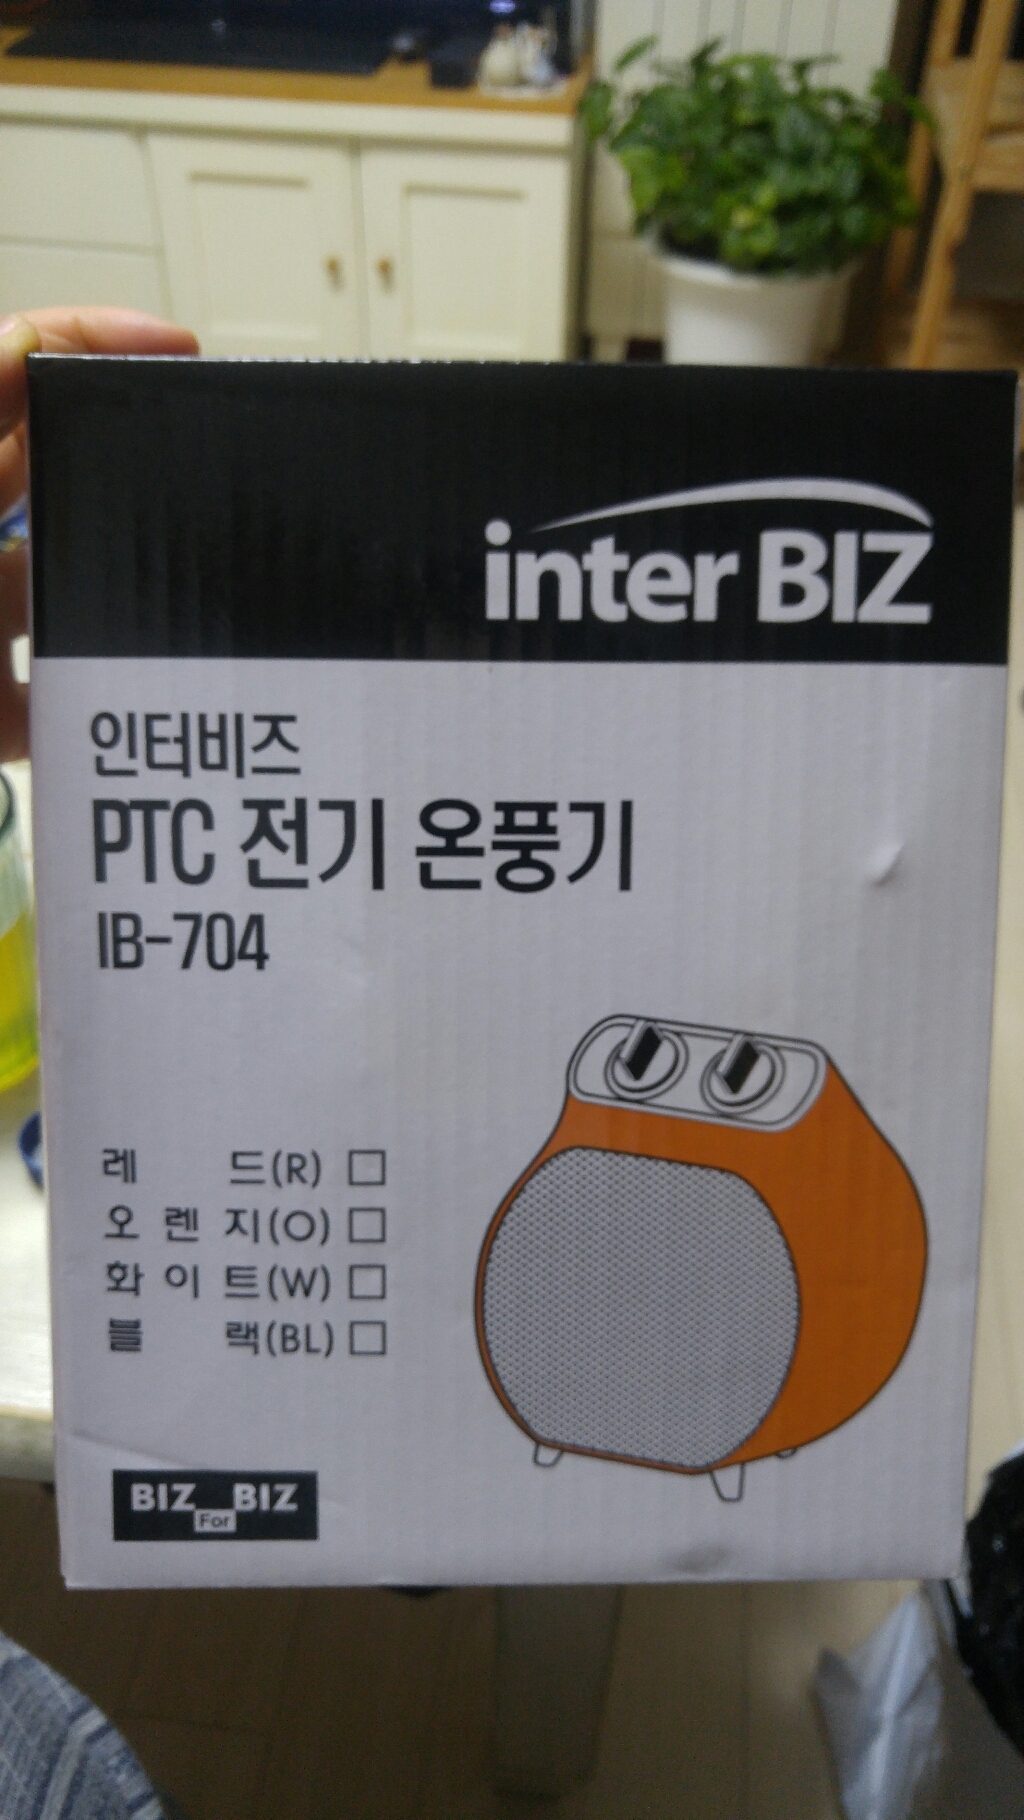 inter BIZ
인터비즈
PTC 전기 온풍기
IB-704
레 드(R) □
오 렌 지(O) □
화 이 트(W) □
블 랙(BL) □
BIZ For BIZ